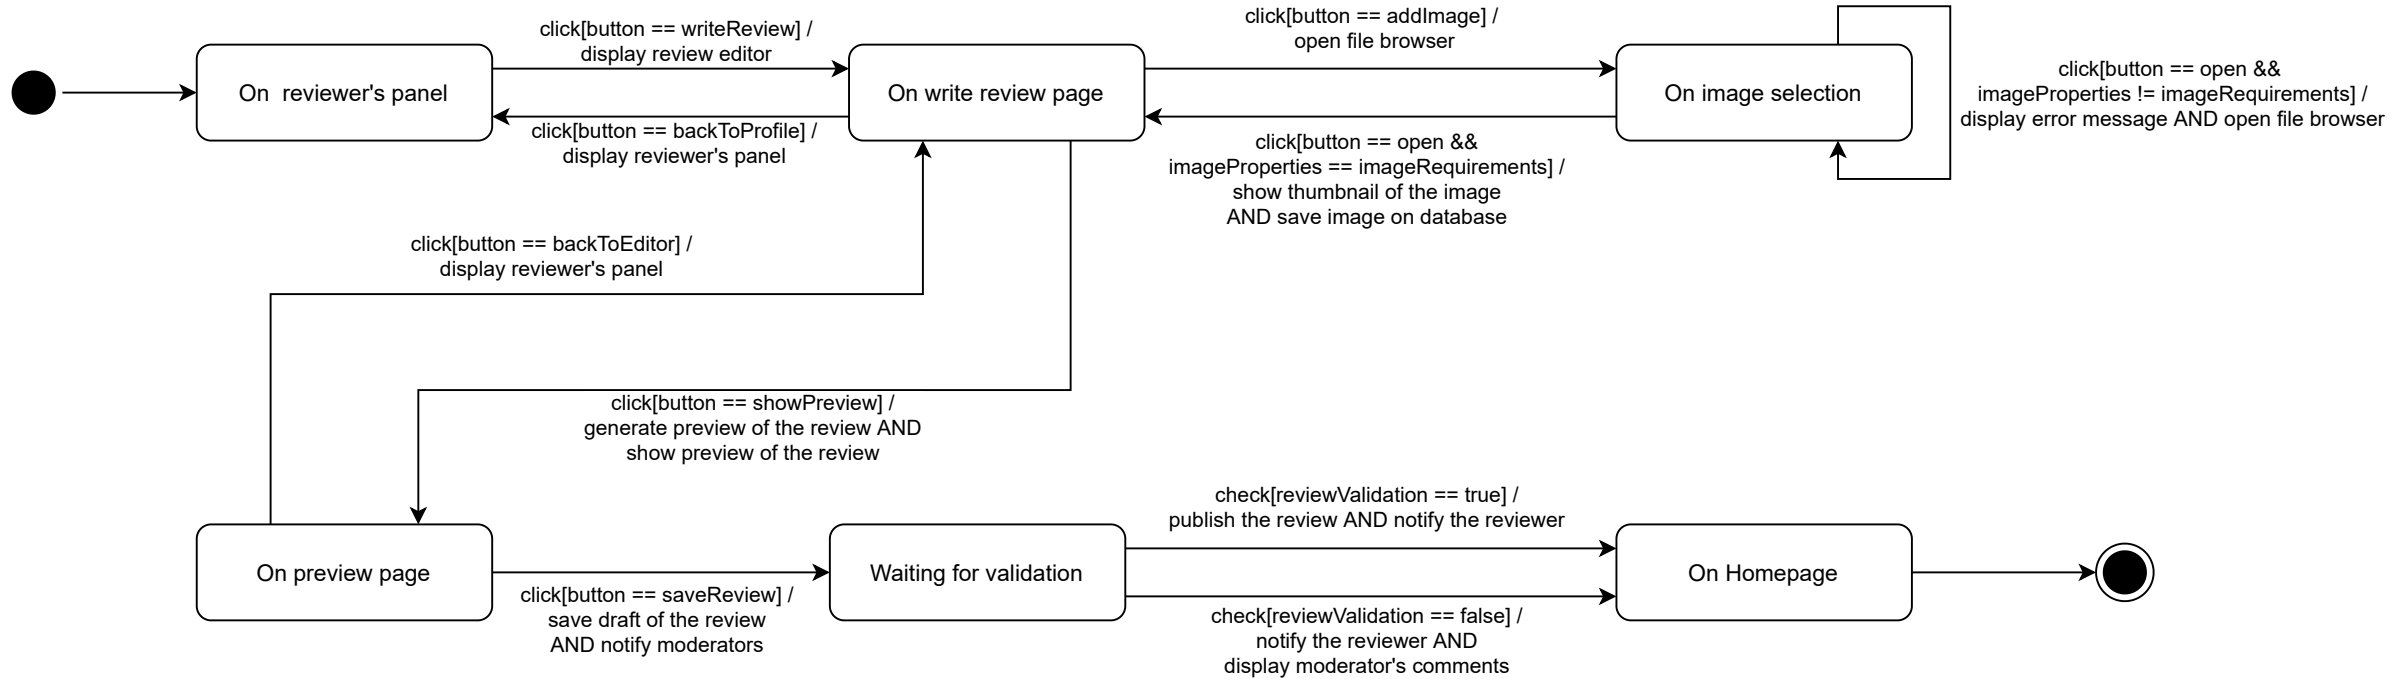 click[button == writeReview] /
display review editor
click[button == addImage] /
open file browser
On  reviewer's panel
On write review page
On image selection
click[button == open &&
imageProperties != imageRequirements] /
display error message AND open file browser
click[button == backToProfile] /
display reviewer's panel
click[button == open &&
imageProperties == imageRequirements] /
show thumbnail of the image
AND save image on database
click[button == backToEditor] /
display reviewer's panel
click[button == showPreview] /
generate preview of the review AND
show preview of the review
check[reviewValidation == true] /
publish the review AND notify the reviewer
On preview page
Waiting for validation
On Homepage
click[button == saveReview] /
save draft of the review
AND notify moderators
check[reviewValidation == false] /
notify the reviewer AND
display moderator's comments